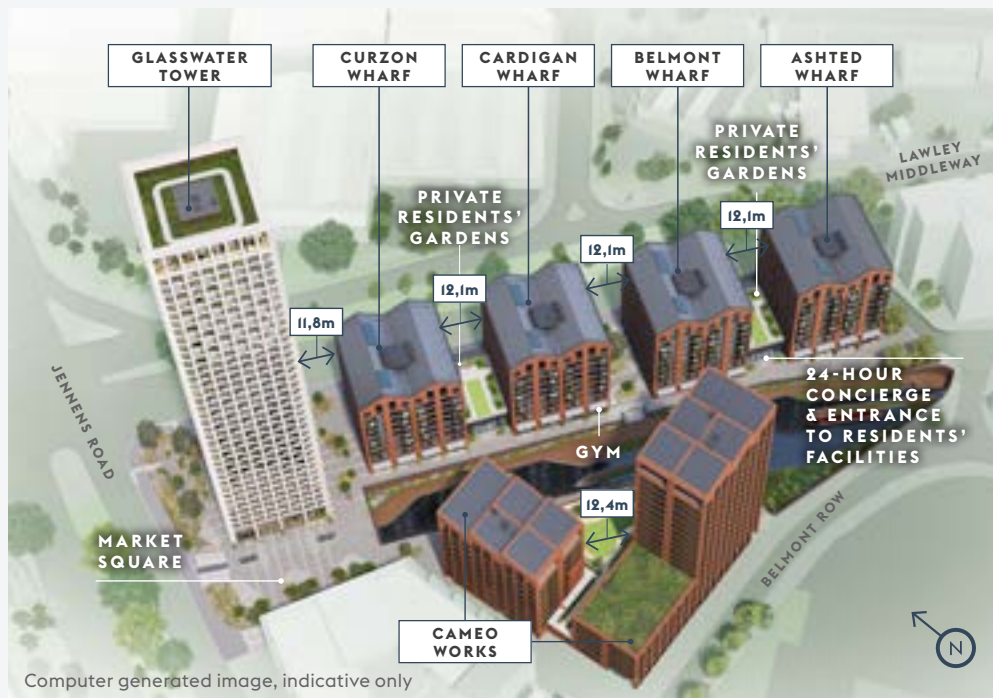 GLASSWATER
TOWER
CURZON
WHARF
CARDIGAN
WHARF
BELMONT
WHARF
ASHTED
WHARF
PRIVATE
RESIDENTS'
GARDENS
LAWLEY
MIDDLEWAY
PRIVATE
RESIDENTS'
GARDENS
12,1m
12,1m
12,1m
11,8m
JENNENS ROAD
24-HOUR
CONCIERGE
& ENTRANCE
TO RESIDENTS'
FACILITIES
GYM
12,4m
MARKET
SQUARE
BELMONT ROW
CAMEO
WORKS
N
Computer generated image, indicative only